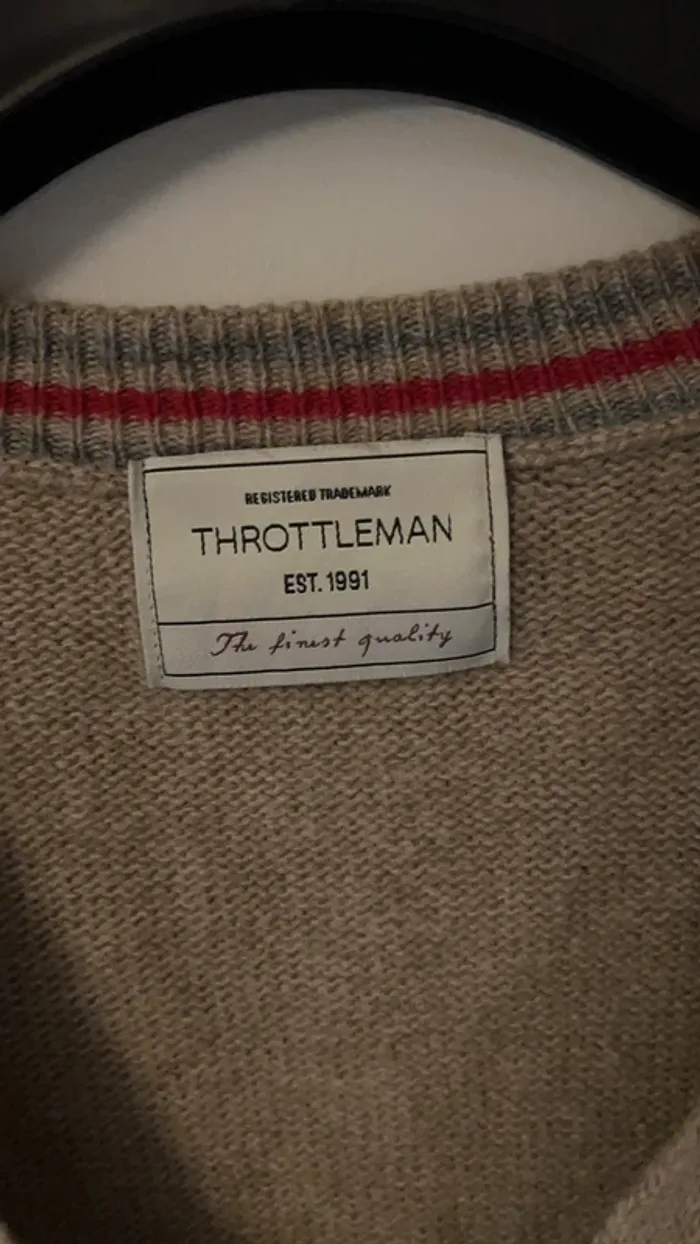 REGISTERED TRADEMARK
THROTTLEMAN
EST. 1991
The finest quality